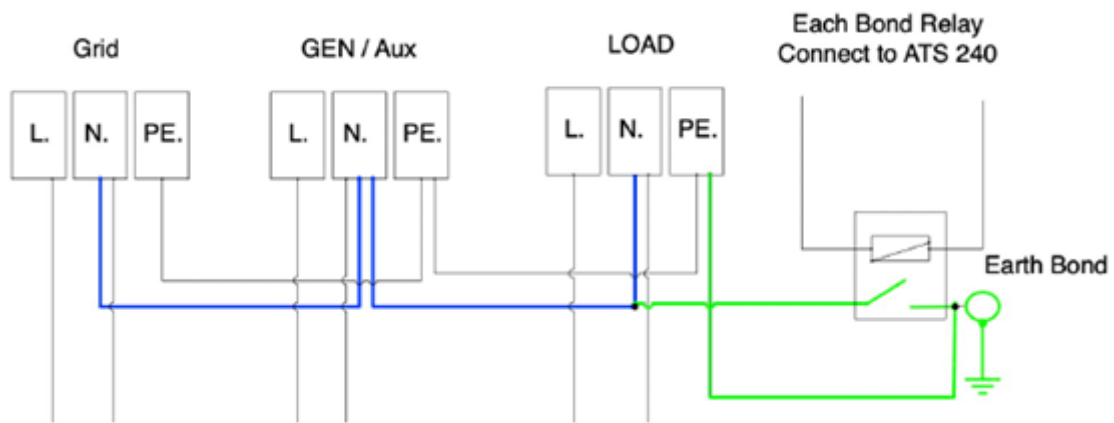 Grid
GEN / Aux
LOAD
Each Bond Relay
Connect to ATS 240
L.
N.
PE.
L.
N.
PE.
L.
N.
PE.
Earth Bond